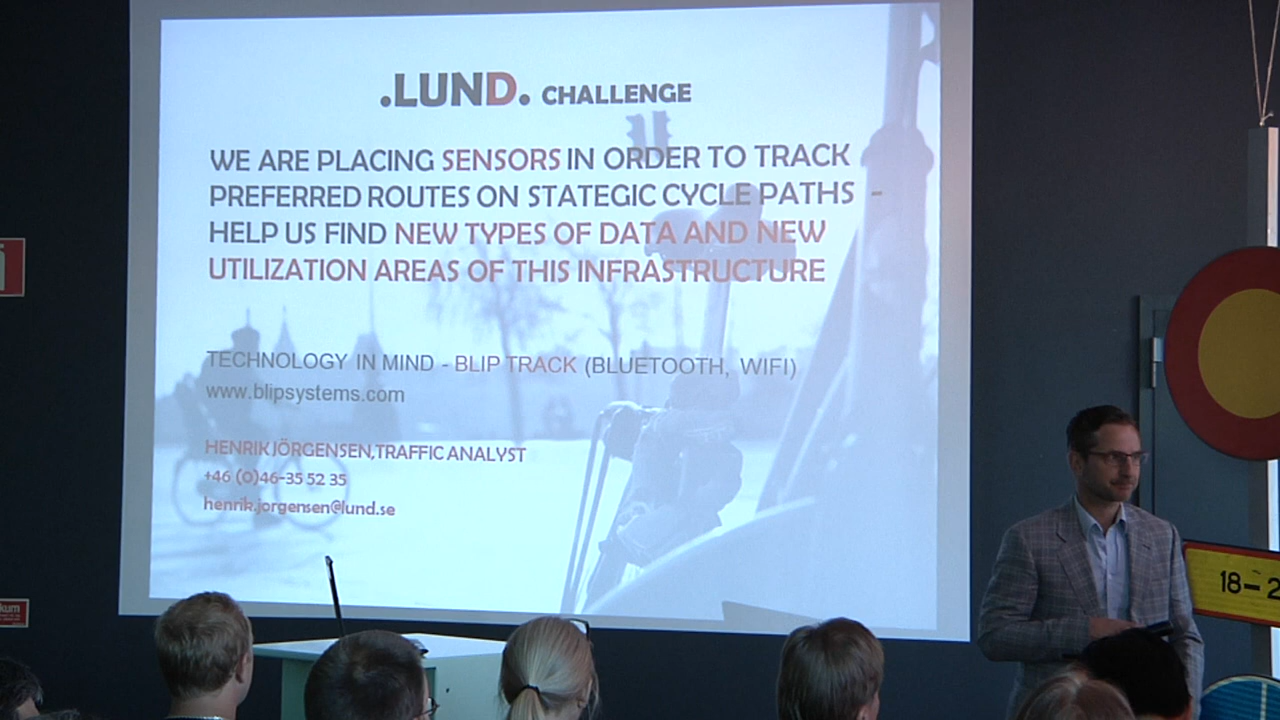 .LUND. CHALLENGE
WE ARE PLACING SENSORS IN ORDER TO TRACK
PREFERRED ROUTES ON STATEGIC CYCLE PATHS -
HELP US FIND NEW TYPES OF DATA AND NEW
UTILIZATION AREAS OF THIS INFRASTRUCTURE
TECHNOLOGY IN MIND - BLIP TRACK (BLUETOOTH, WIFI)
www.blipsystems.com
HENRIK JÖRGENSEN, TRAFFIC ANALYST
+46 (0)46-35 52 35
henrik.jorgensen@lund.se
18-2